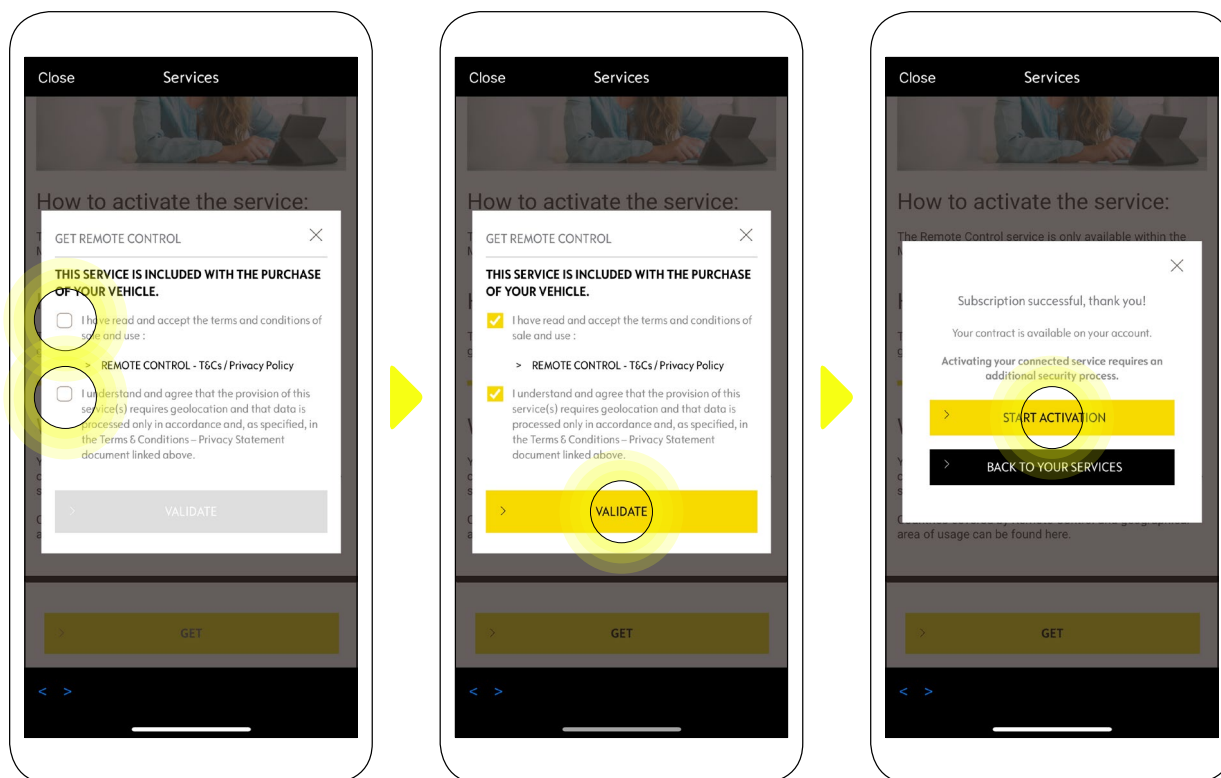 Close Services
How to activate the service:
GET REMOTE CONTROL
THIS SERVICE IS INCLUDED WITH THE PURCHASE
OF YOUR VEHICLE.
I have read and accept the terms and conditions of
sale and use :
> REMOTE CONTROL - T&Cs / Privacy Policy
I understand and agree that the provision of this
service(s) requires geolocation and that data is
processed only in accordance and, as specified, in
the Terms & Conditions – Privacy Statement
document linked above.
> VALIDATE
> GET
< >
Close Services
How to activate the service:
GET REMOTE CONTROL
THIS SERVICE IS INCLUDED WITH THE PURCHASE
OF YOUR VEHICLE.
I have read and accept the terms and conditions of
sale and use :
> REMOTE CONTROL - T&Cs / Privacy Policy
I understand and agree that the provision of this
service(s) requires geolocation and that data is
processed only in accordance and, as specified, in
the Terms & Conditions – Privacy Statement
document linked above.
> VALIDATE
> GET
< >
Close Services
How to activate the service:
The Remote Control service is only available within the
Subscription successful, thank you!
Your contract is available on your account.
Activating your connected service requires an
additional security process.
> START ACTIVATION
> BACK TO YOUR SERVICES
area of usage can be found here.
> GET
< >